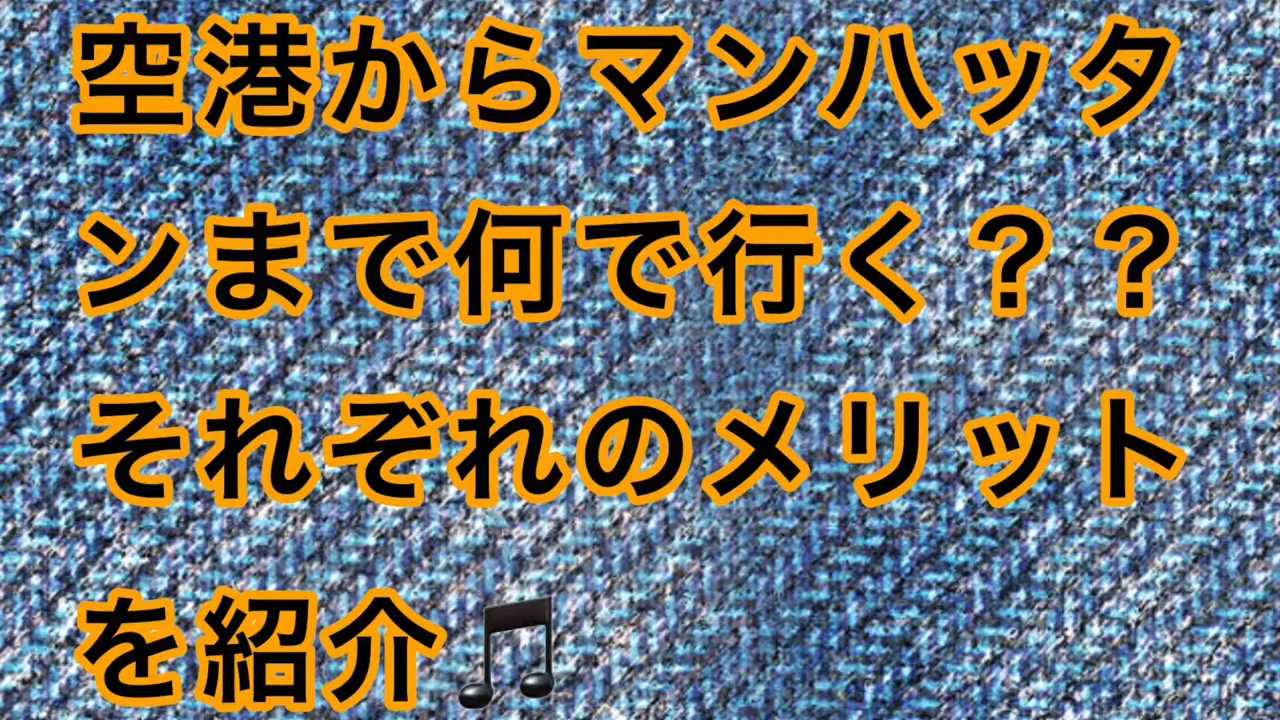 空港からマンハッタ
ンまで何で行く？？
それぞれのメリット
を紹介🎵